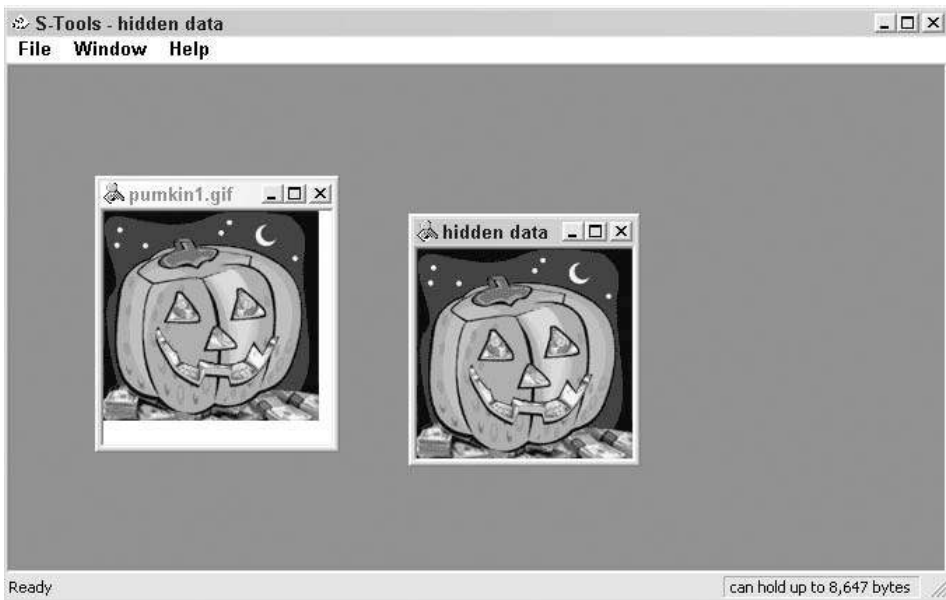 S-Tools - hidden data
File Window Help
pumkin1.gif
hidden data
Ready can hold up to 8,647 bytes